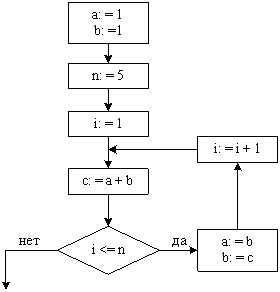 a: = 1
b: =1
n: = 5
i: = 1
i: = i + 1
c: = a + b
нет
i <= n
да
a: = b
b: = c